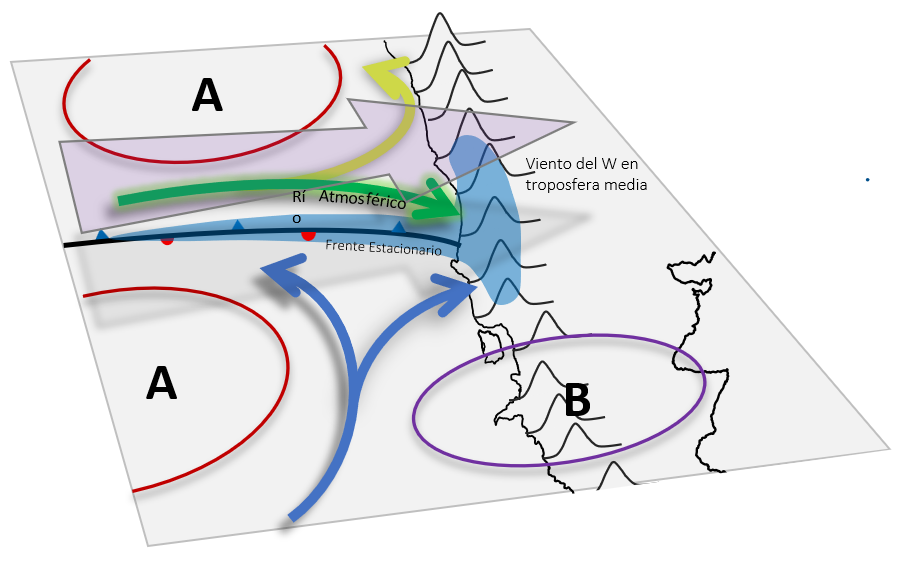 A
Viento del W en
troposfera media
Rí Atmosférico
o
Frente Estacionario
A
B